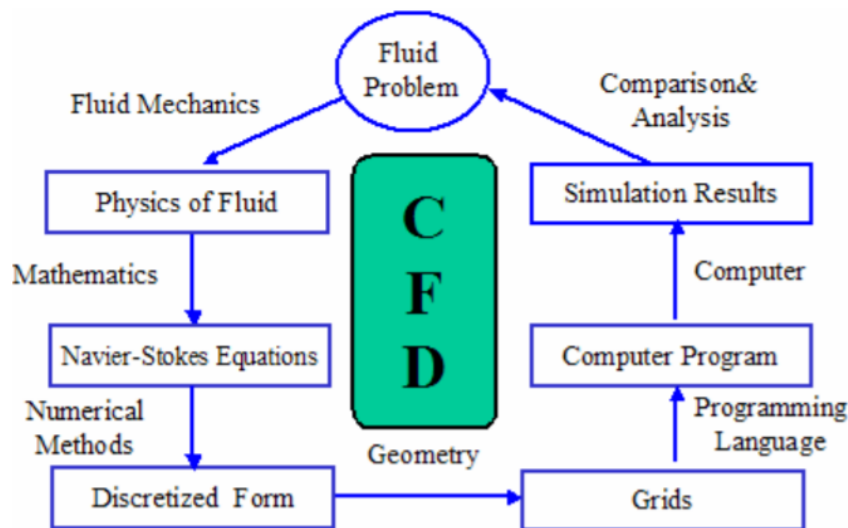 Fluid
Problem
Fluid Mechanics
Comparison&
Analysis
Physics of Fluid
C
F
D
Simulation Results
Mathematics
Computer
Navier-Stokes Equations
Computer Program
Numerical
Methods
Programming
Language
Geometry
Discretized Form
Grids